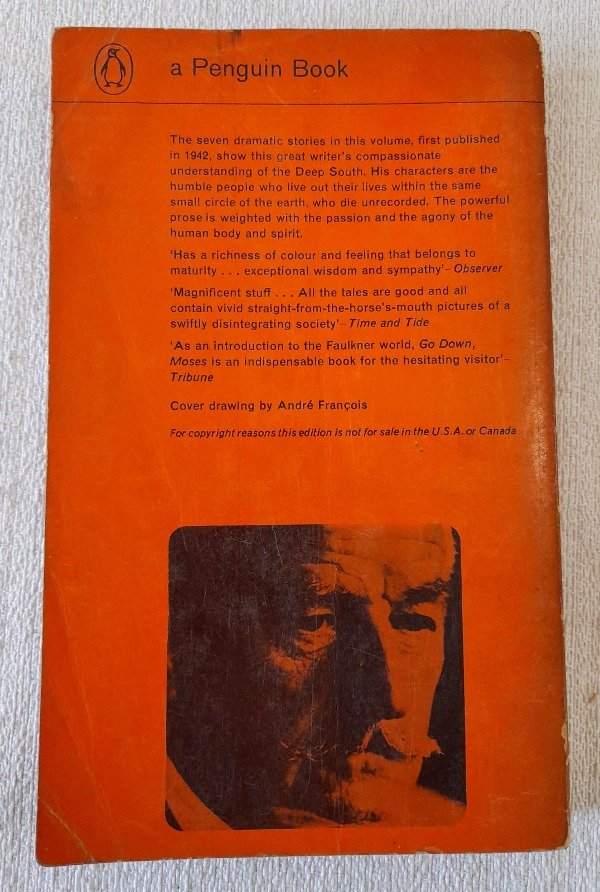 a Penguin Book
The seven dramatic stories in this volume, first published
in 1942, show this great writer's compassionate
understanding of the Deep South. His characters are the
humble people who live out their lives within the same
small circle of the earth, who die unrecorded. The powerful
prose is weighted with the passion and the agony of the
human body and spirit.
'Has a richness of colour and feeling that belongs to
maturity . . . exceptional wisdom and sympathy'– Observer
'Magnificent stuff . . . All the tales are good and all
contain vivid straight-from-the-horse's-mouth pictures of a
swiftly disintegrating society'– Time and Tide
'As an introduction to the Faulkner world, Go Down,
Moses is an indispensable book for the hesitating visitor'–
Tribune
Cover drawing by André François
For copyright reasons this edition is not for sale in the U.S.A. or Canada